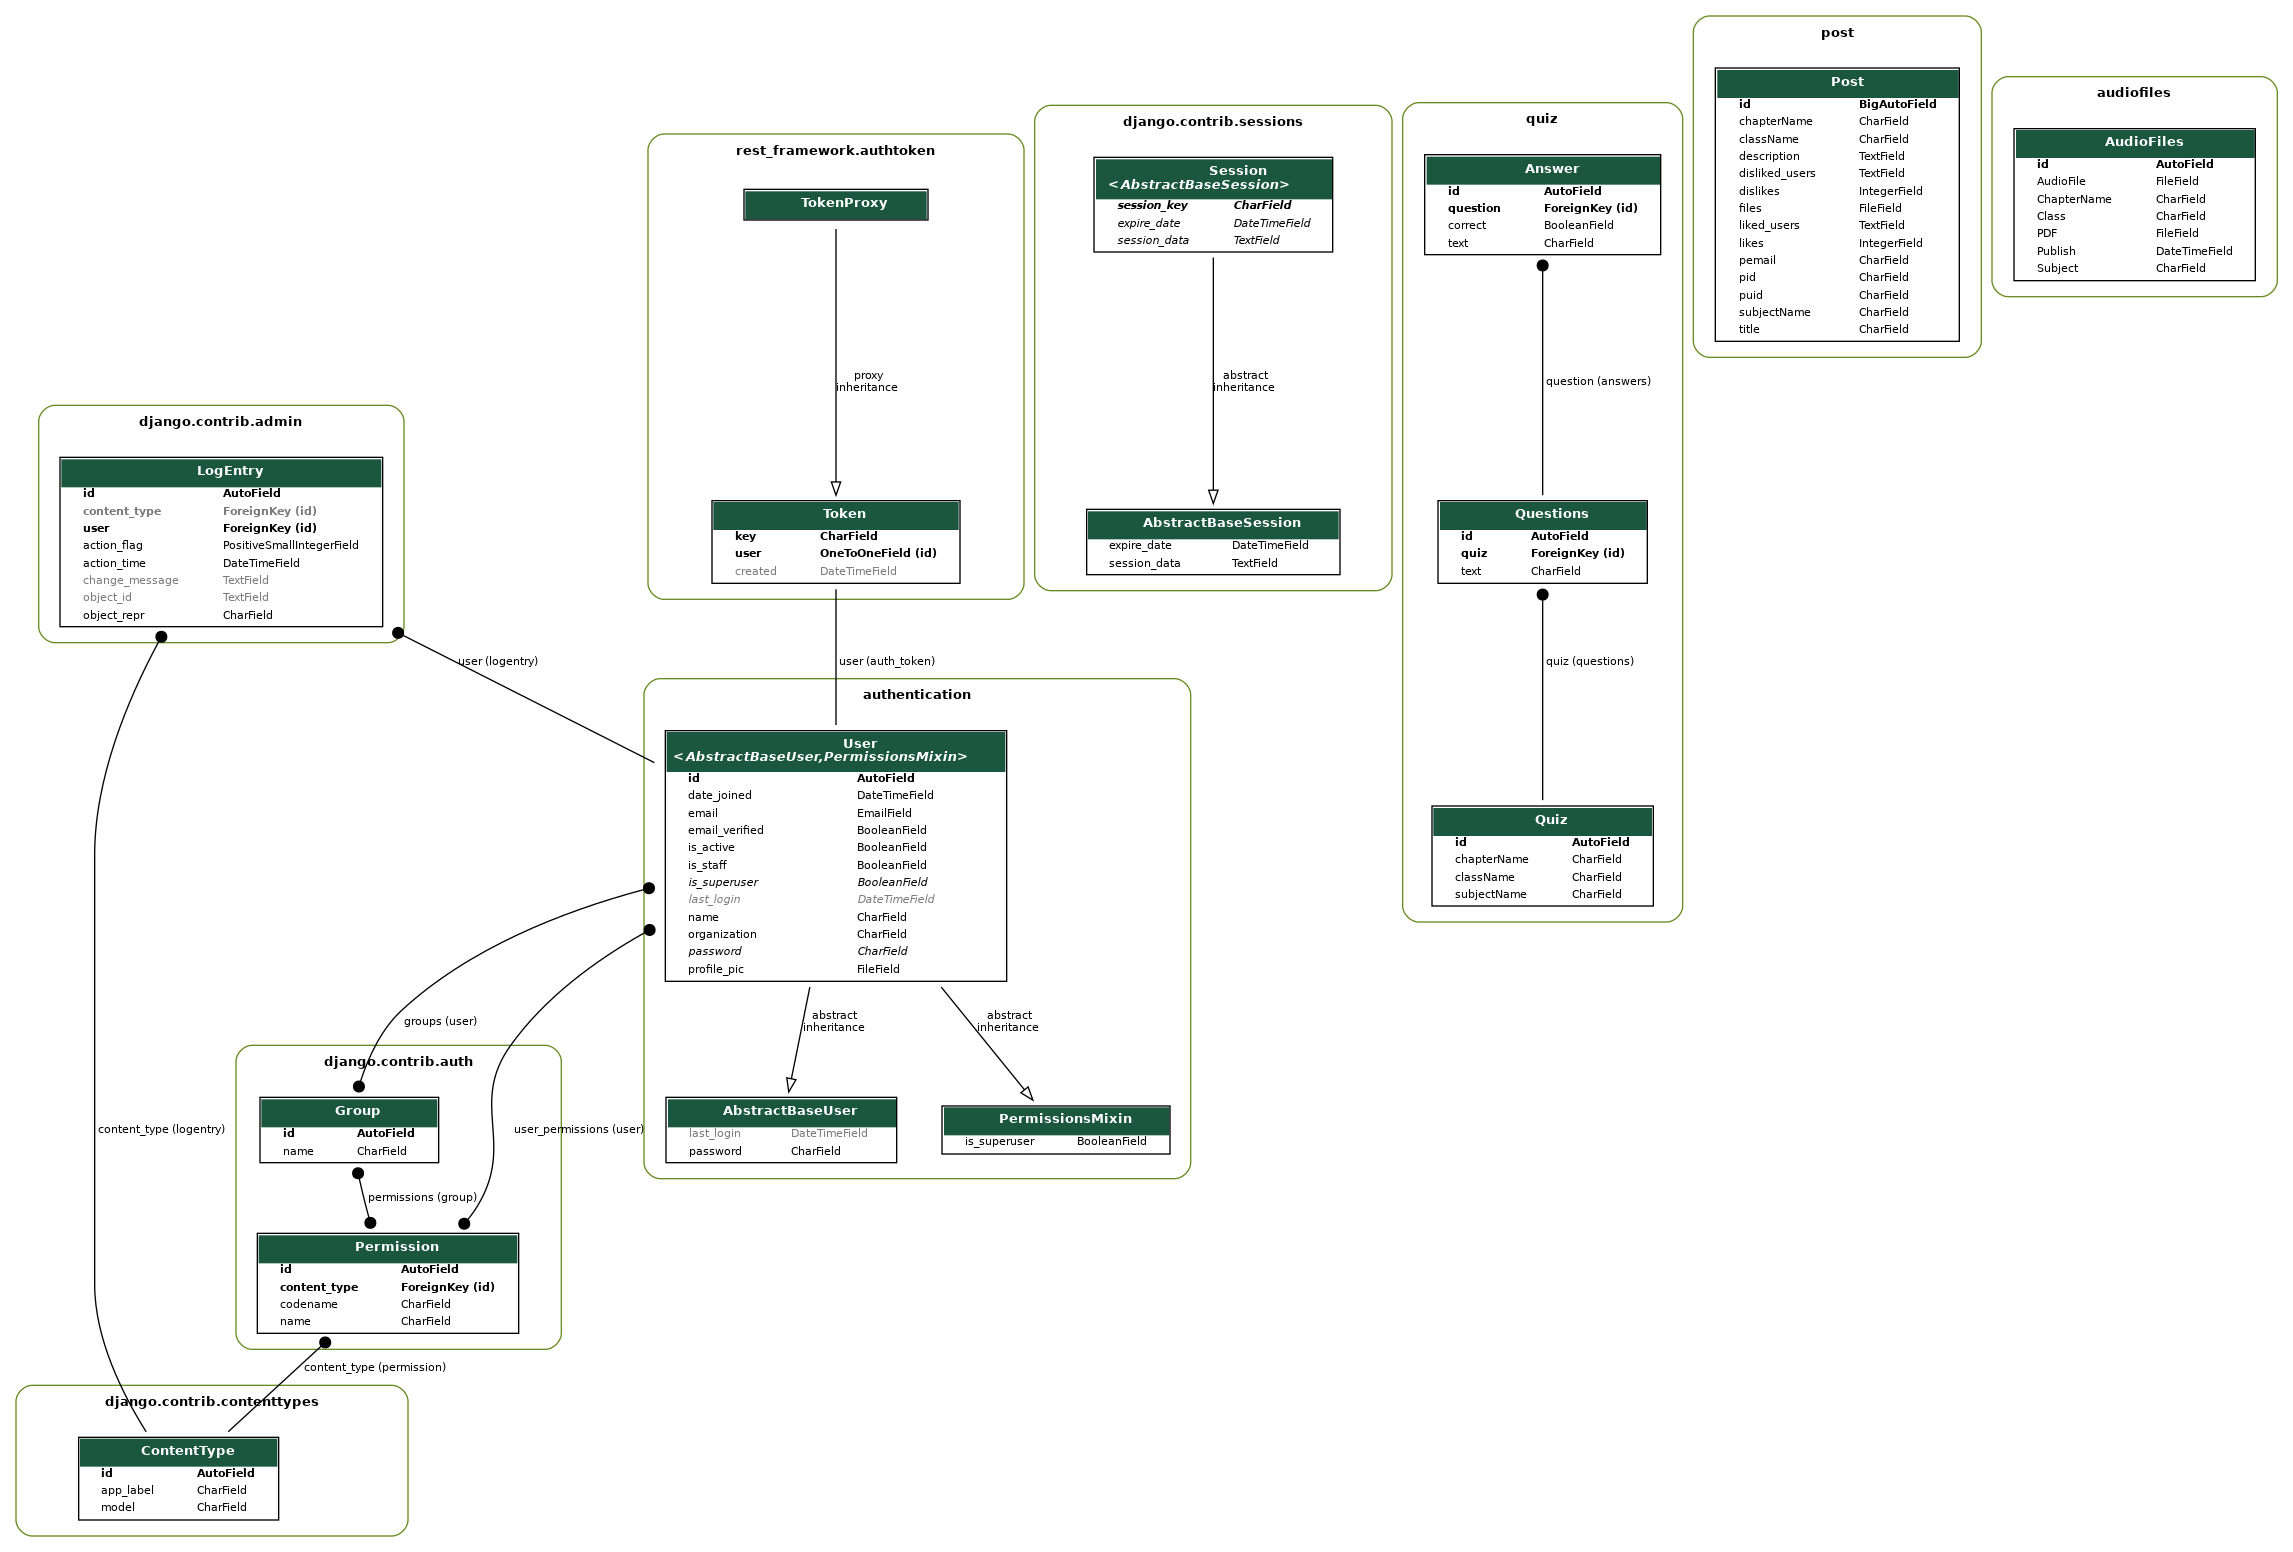 post
Post
id BigAutoField
chapterName CharField
className CharField
description TextField
disliked_users TextField
dislikes IntegerField
files FileField
liked_users TextField
likes IntegerField
pemail CharField
pid CharField
puid CharField
subjectName CharField
title CharField
audiofiles
AudioFiles
id AutoField
AudioFile FileField
ChapterName CharField
Class CharField
PDF FileField
Publish DateTimeField
Subject CharField
quiz
Answer
id AutoField
question ForeignKey (id)
correct BooleanField
text CharField
question (answers)
Questions
id AutoField
quiz ForeignKey (id)
text CharField
quiz (questions)
Quiz
id AutoField
chapterName CharField
className CharField
subjectName CharField
django.contrib.sessions
Session
<AbstractBaseSession>
session_key CharField
expire_date DateTimeField
session_data TextField
abstract
inheritance
AbstractBaseSession
expire_date DateTimeField
session_data TextField
rest_framework.authtoken
TokenProxy
proxy
inheritance
Token
key CharField
user OneToOneField (id)
created DateTimeField
user (auth_token)
django.contrib.admin
LogEntry
id AutoField
content_type ForeignKey (id)
user ForeignKey (id)
action_flag PositiveSmallIntegerField
action_time DateTimeField
change_message TextField
object_id TextField
object_repr CharField
user (logentry)
authentication
User
<AbstractBaseUser,PermissionsMixin>
id AutoField
date_joined DateTimeField
email EmailField
email_verified BooleanField
is_active BooleanField
is_staff BooleanField
is_superuser BooleanField
last_login DateTimeField
name CharField
organization CharField
password CharField
profile_pic FileField
abstract
inheritance
abstract
inheritance
AbstractBaseUser
last_login DateTimeField
password CharField
PermissionsMixin
is_superuser BooleanField
groups (user)
django.contrib.auth
Group
id AutoField
name CharField
content_type (logentry)
user_permissions (user)
permissions (group)
Permission
id AutoField
content_type ForeignKey (id)
codename CharField
name CharField
content_type (permission)
django.contrib.contenttypes
ContentType
id AutoField
app_label CharField
model CharField